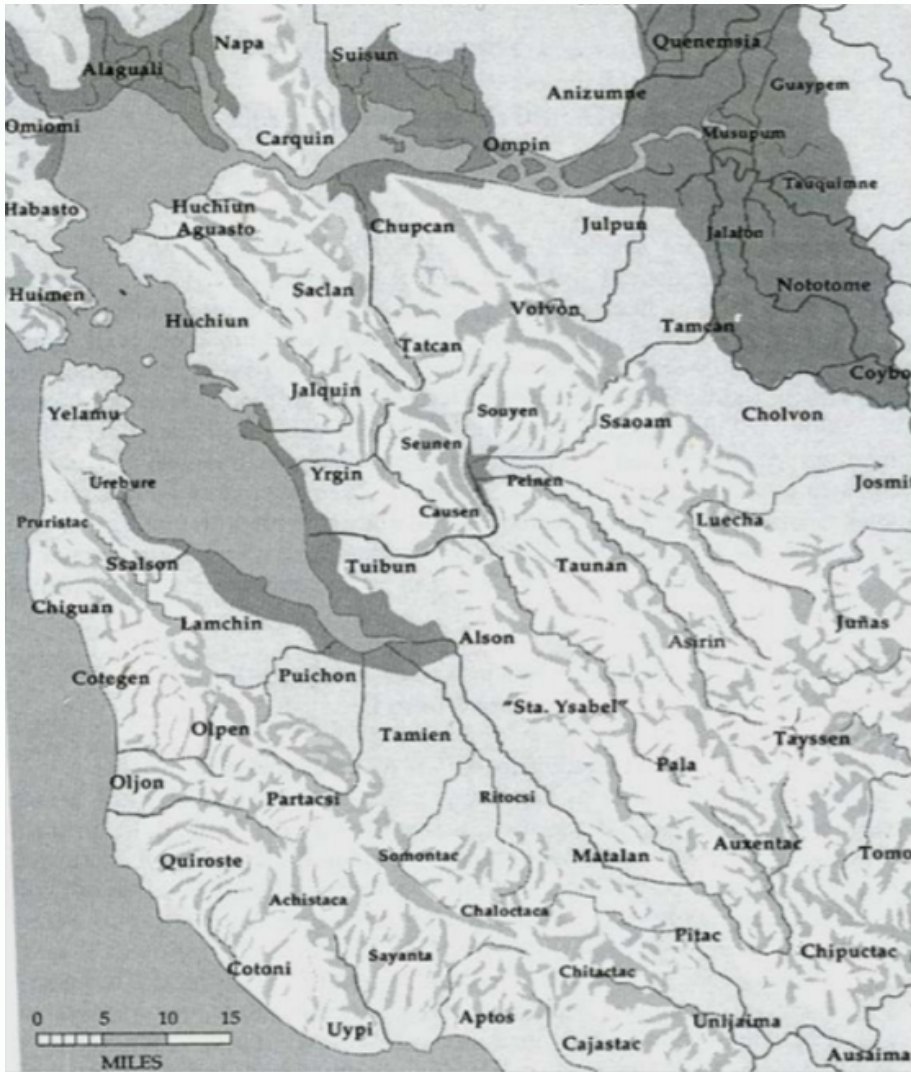 Napa
Suisun
Quenemsia
Alaguali
Guaypem
Anizumne
Omiomi
Carquin
Ompin
Musupum
Tauquimne
Habasto
Huchiun
Aguasto
Chupcan
Julpun
Jalalon
Huimen
Saclan
Nototome
Huchiun
Volvon
Tamcan
Tatcan
Coybo
Jalquin
Yelamu
Souyen
Ssaoam
Cholvon
Seunen
Urebure
Yrgin
Peinen
Josmit
Pruristac
Causen
Luecha
Ssalson
Tuibun
Taunan
Chiguan
Lamchin
Alson
Asirin
Juñas
Cotegen
Puichon
"Sta. Ysabel"
Olpen
Tamien
Tayssen
Oljon
Pala
Partacsi
Ritocsi
Quiroste
Somontac
Matalan
Auxentac
Tomo
Achistaca
Chaloctaca
Pitac
Sayanta
Chipuctac
Cotoni
Chitactac
Uypi
Aptos
Unijaima
Cajastac
Ausaima
0 5 10 15
MILES